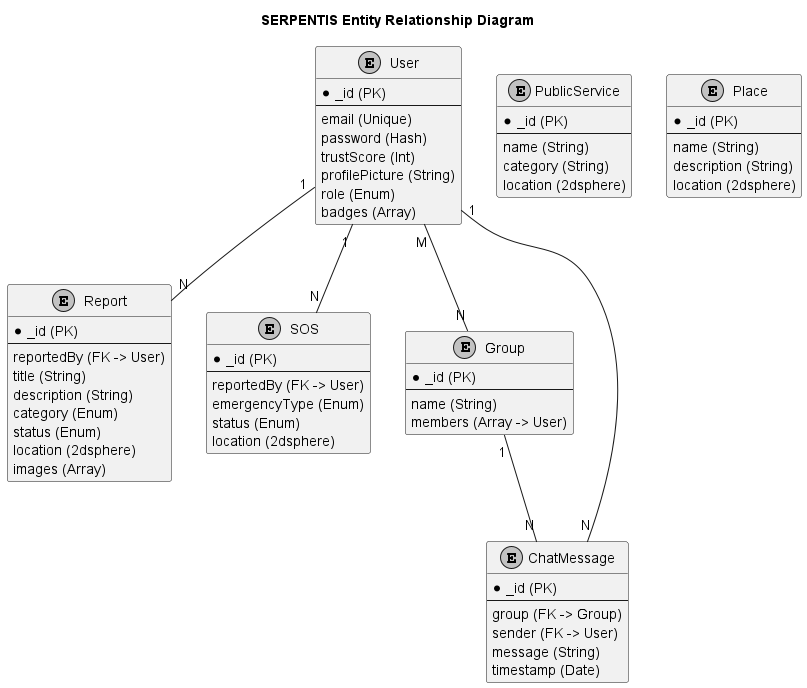 SERPENTIS Entity Relationship Diagram
E User
_id (PK)
email (Unique)
password (Hash)
trustScore (Int)
profilePicture (String)
role (Enum)
badges (Array)
E PublicService
_id (PK)
name (String)
category (String)
location (2dsphere)
E Place
_id (PK)
name (String)
description (String)
location (2dsphere)
1
N
1
N
M
N
1
N
E Report
_id (PK)
reportedBy (FK -> User)
title (String)
description (String)
category (Enum)
status (Enum)
location (2dsphere)
images (Array)
E SOS
_id (PK)
reportedBy (FK -> User)
emergencyType (Enum)
status (Enum)
location (2dsphere)
E Group
_id (PK)
name (String)
members (Array -> User)
1
N
E ChatMessage
_id (PK)
group (FK -> Group)
sender (FK -> User)
message (String)
timestamp (Date)